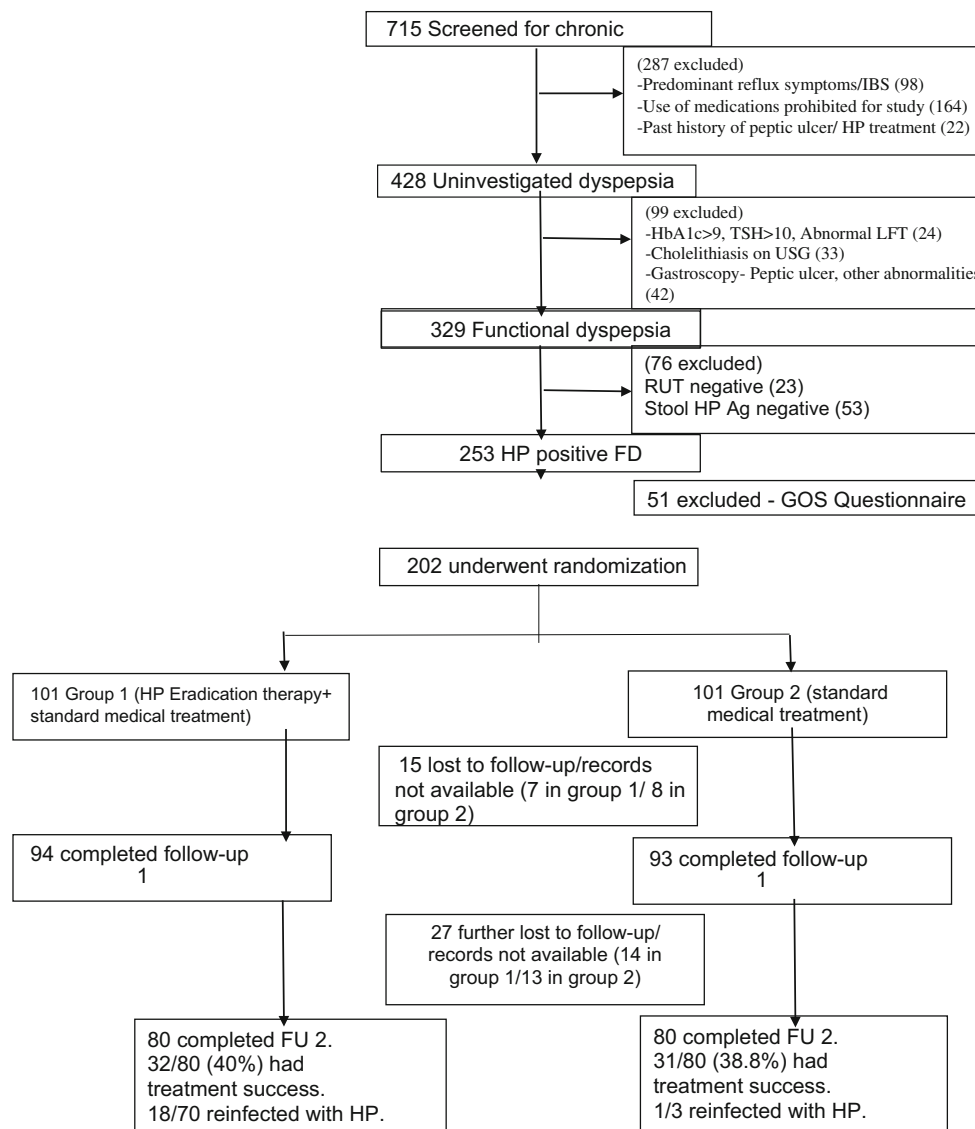 715 Screened for chronic
(287 excluded)
-Predominant reflux symptoms/IBS (98)
-Use of medications prohibited for study (164)
-Past history of peptic ulcer/ HP treatment (22)
428 Uninvestigated dyspepsia
(99 excluded)
-HbA1c>9, TSH>10, Abnormal LFT (24)
-Cholelithiasis on USG (33)
-Gastroscopy- Peptic ulcer, other abnormalities
(42)
329 Functional dyspepsia
(76 excluded)
RUT negative (23)
Stool HP Ag negative (53)
253 HP positive FD
51 excluded - GOS Questionnaire
202 underwent randomization
101 Group 1 (HP Eradication therapy+
standard medical treatment)
101 Group 2 (standard
medical treatment)
15 lost to follow-up/records
not available (7 in group 1/ 8 in
group 2)
94 completed follow-up
1
93 completed follow-up
1
27 further lost to follow-up/
records not available (14 in
group 1/13 in group 2)
80 completed FU 2.
32/80 (40%) had
treatment success.
18/70 reinfected with HP.
80 completed FU 2.
31/80 (38.8%) had
treatment success.
1/3 reinfected with HP.